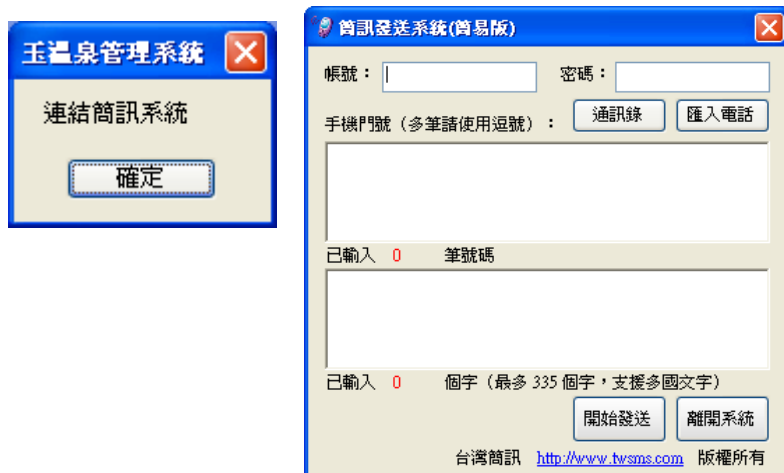 玉溫泉管理系統
連結簡訊系統
確定
簡訊發送系統(簡易版)
帳號：
密碼：
手機門號（多筆請使用逗號）：
通訊錄
匯入電話
已輸入 0 筆號碼
已輸入 0 個字（最多 335 個字，支援多國文字）
開始發送
離開系統
台灣簡訊 http://www.twsms.com 版權所有